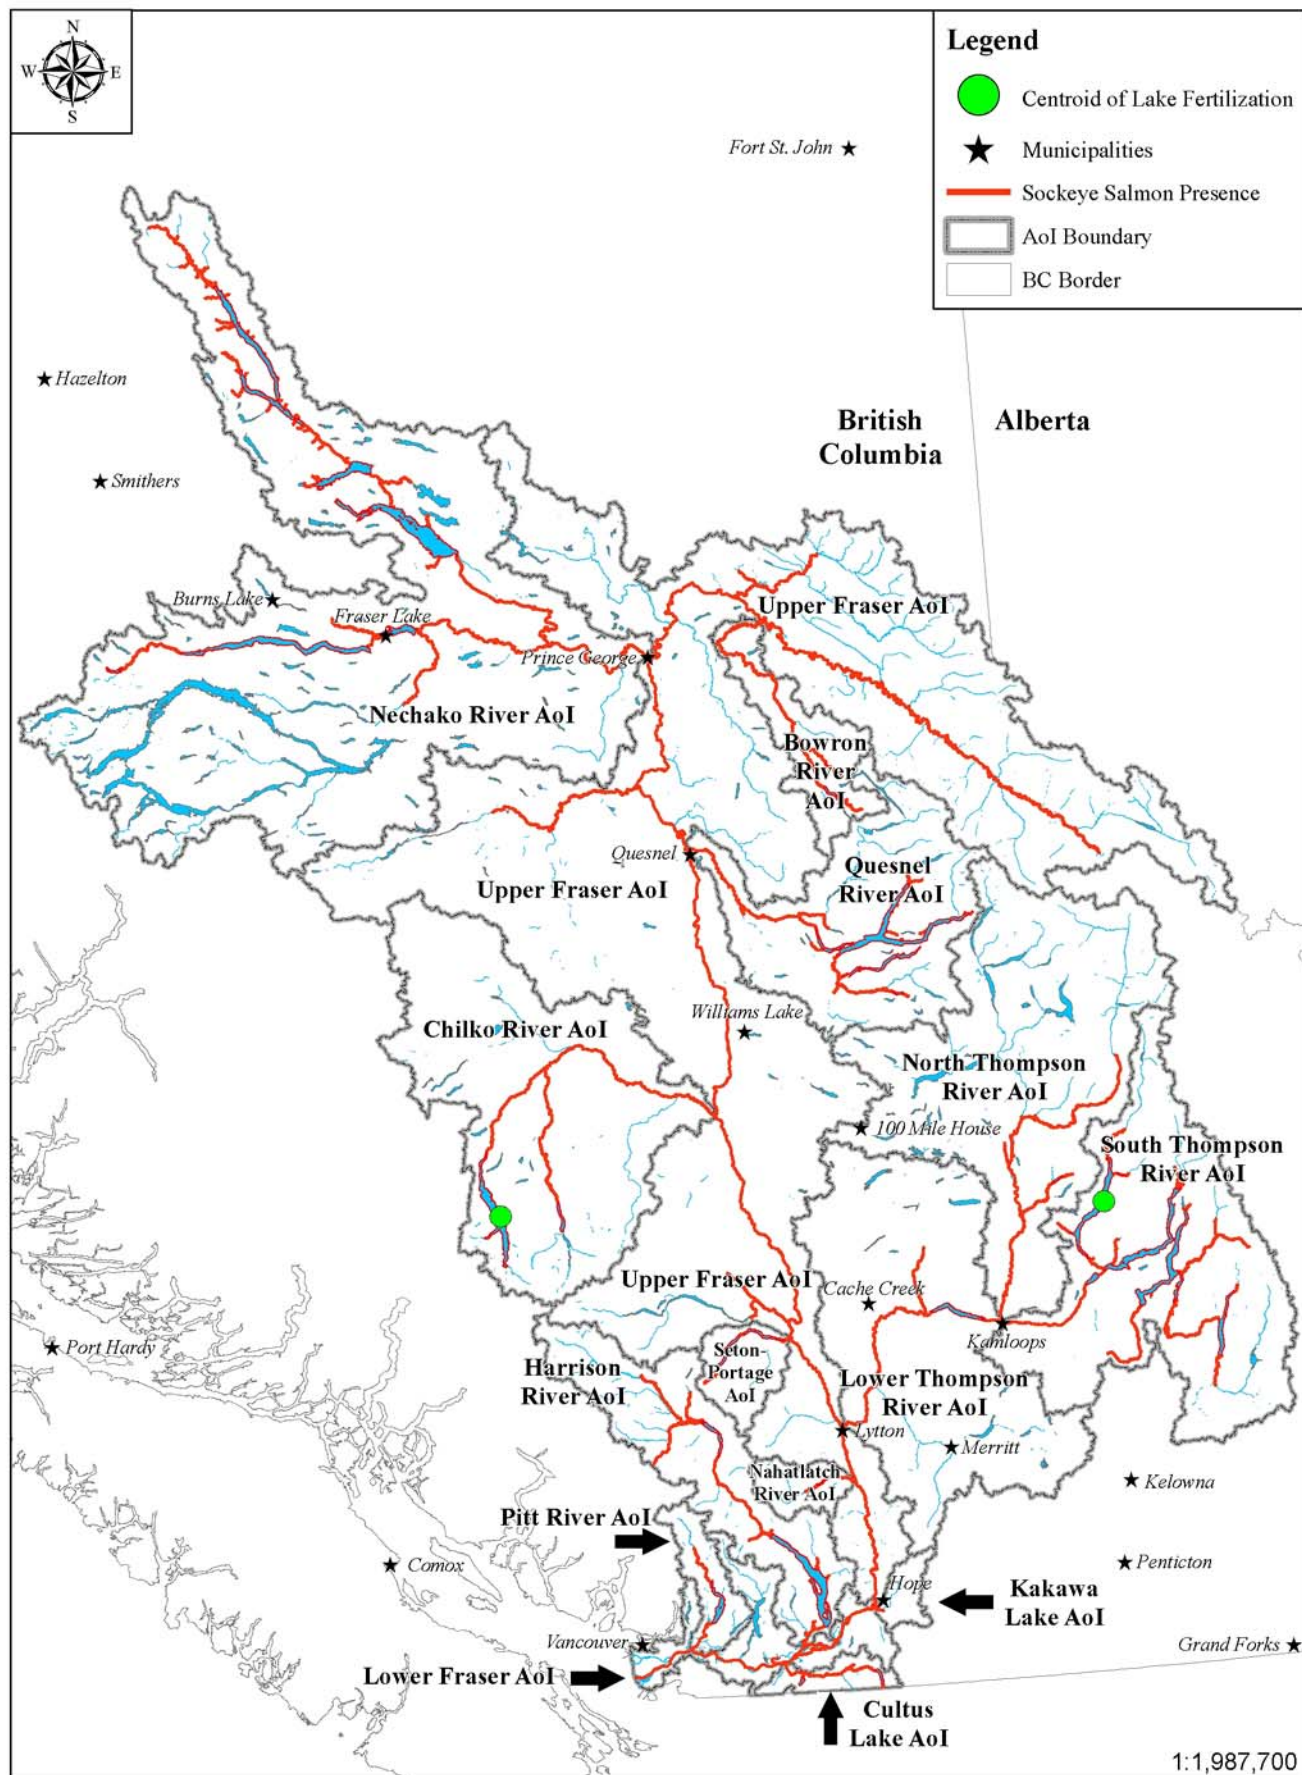 N
W
E
S
Legend
Centroid of Lake Fertilization
Municipalities
Sockeye Salmon Presence
AoI Boundary
BC Border
Fort St. John
Hazelton
British
Columbia
Alberta
Smithers
Burns Lake
Fraser Lake
Upper Fraser AoI
Prince George
Nechako River AoI
Bowron
River
AoI
Quesnel
Quesnel
River AoI
Upper Fraser AoI
Williams Lake
Chilko River AoI
North Thompson
River AoI
100 Mile House
South Thompson
River AoI
Upper Fraser AoI
Cache Creek
Port Hardy
Kamloops
Seton-
Portage
AoI
Harrison
River AoI
Lower Thompson
River AoI
Lytton
Merritt
Nahatlatch
River AoI
Kelowna
Pitt River AoI
Comox
Penticton
Hope
Kakawa
Lake AoI
Vancouver
Grand Forks
Lower Fraser AoI
Cultus
Lake AoI
1:1,987,700